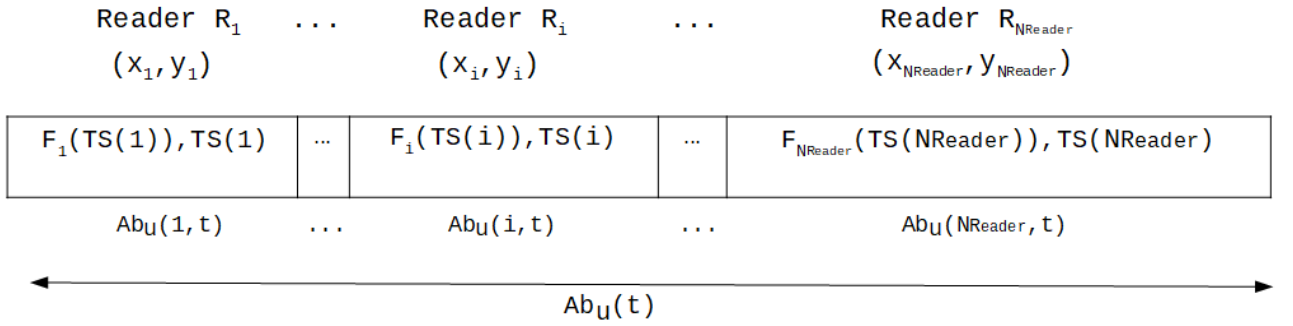 Reader R1 ... Reader Ri ... Reader RNReader
(x1,y1) (xi,yi) (xNReader,yNReader)
F1(TS(1)),TS(1) ... Fi(TS(i)),TS(i) ... FNReader(TS(NReader)),TS(NReader)
Abu(1,t) ... Abu(i,t) ... Abu(NReader,t)
Abu(t)